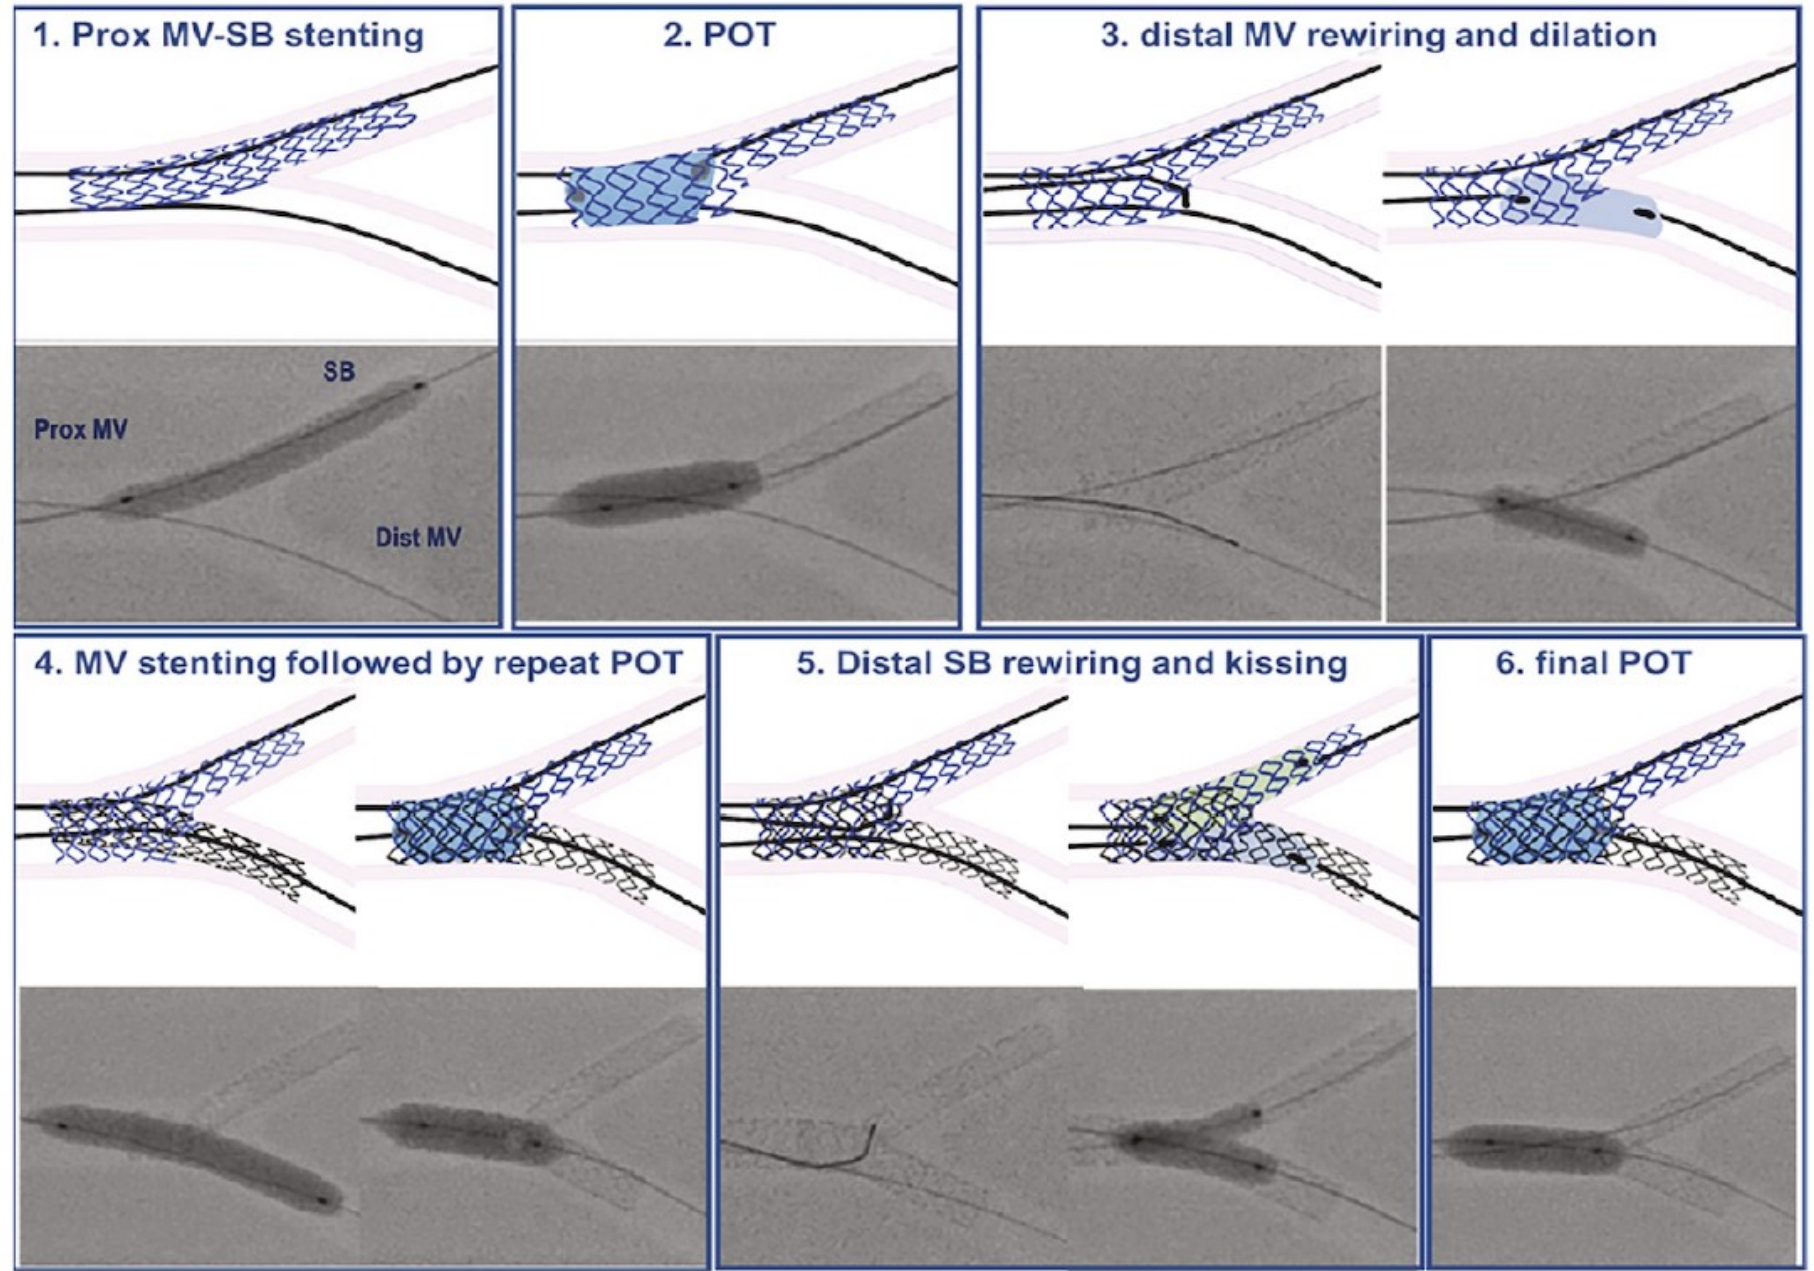 1. Prox MV-SB stenting
2. POT
3. distal MV rewiring and dilation
SB
Prox MV
Dist MV
4. MV stenting followed by repeat POT
5. Distal SB rewiring and kissing
6. final POT